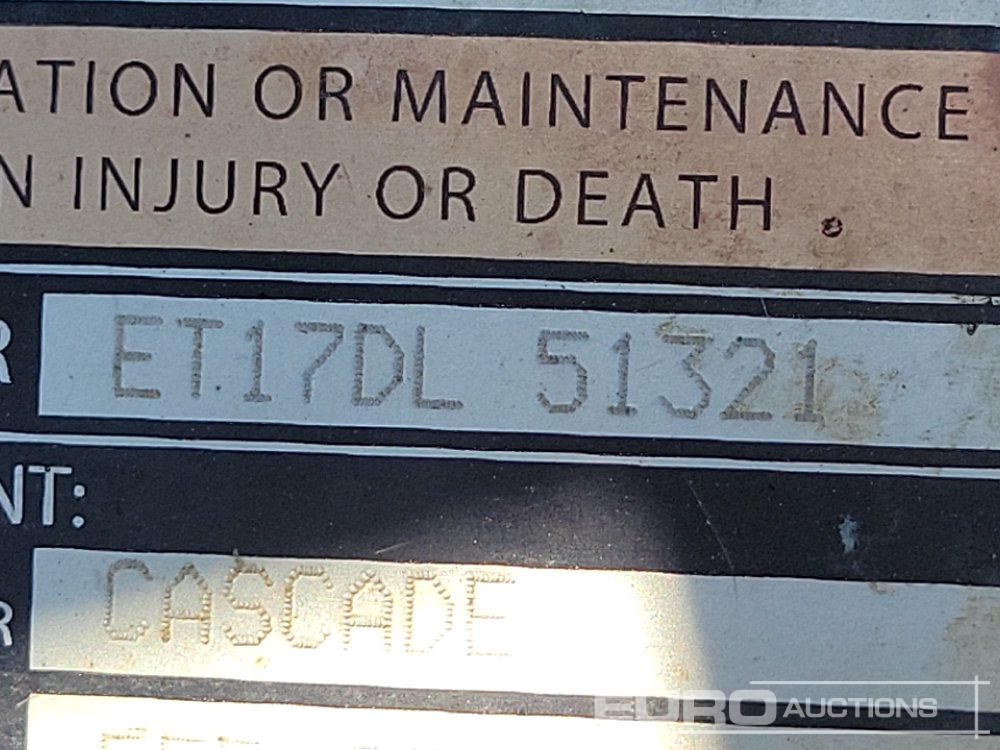 ATION OR MAINTENANCE
N INJURY OR DEATH .
R ET17DL 51321
NT:
R CASCADE
EURO AUCTIONS